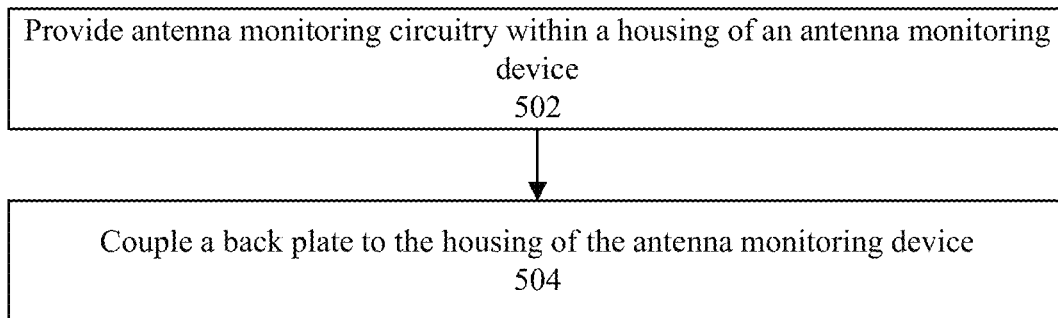 Provide antenna monitoring circuitry within a housing of an antenna monitoring
device
502
Couple a back plate to the housing of the antenna monitoring device
504